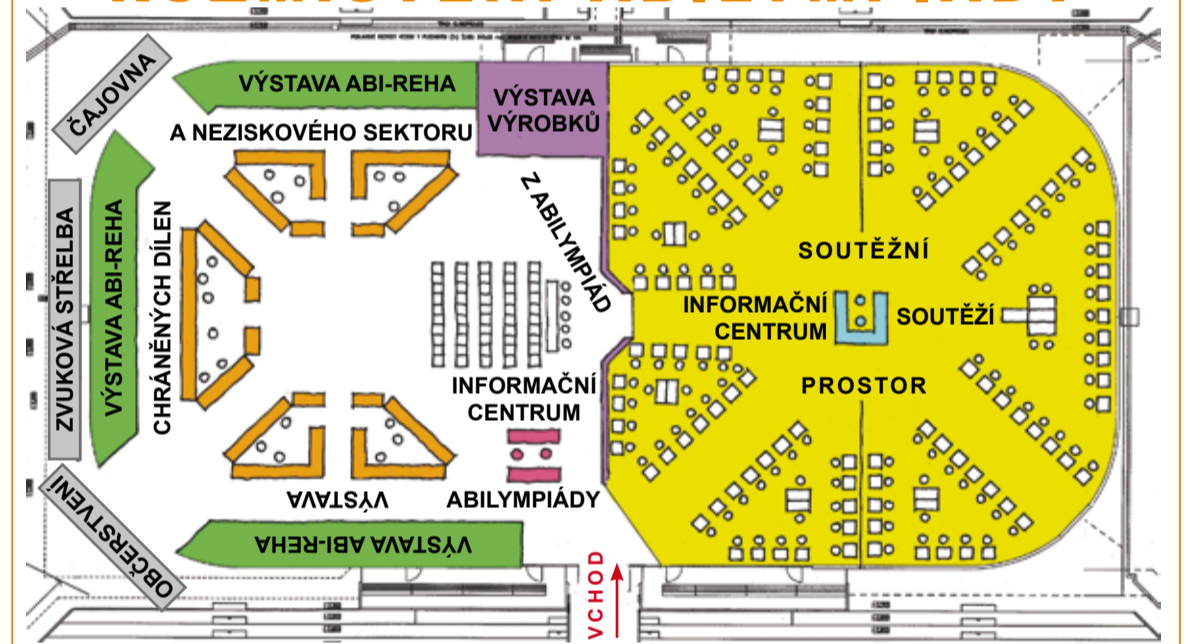 ČAJOVNA
VÝSTAVA ABI-REHA
VÝSTAVA
VÝROBKŮ
Z ABILYMPIÁD
A NEZISKOVÉHO SEKTORU
ZVUKOVÁ STŘELBA
VÝSTAVA ABI-REHA
CHRÁNĚNÝCH DÍLEN
SOUTĚŽNÍ
INFORMAČNÍ
CENTRUM
SOUTĚŽÍ
PROSTOR
INFORMAČNÍ
CENTRUM
ABILYMPIÁDY
VÝSTAVA
VÝSTAVA ABI-REHA
OBČERSTVENÍ
VCHOD